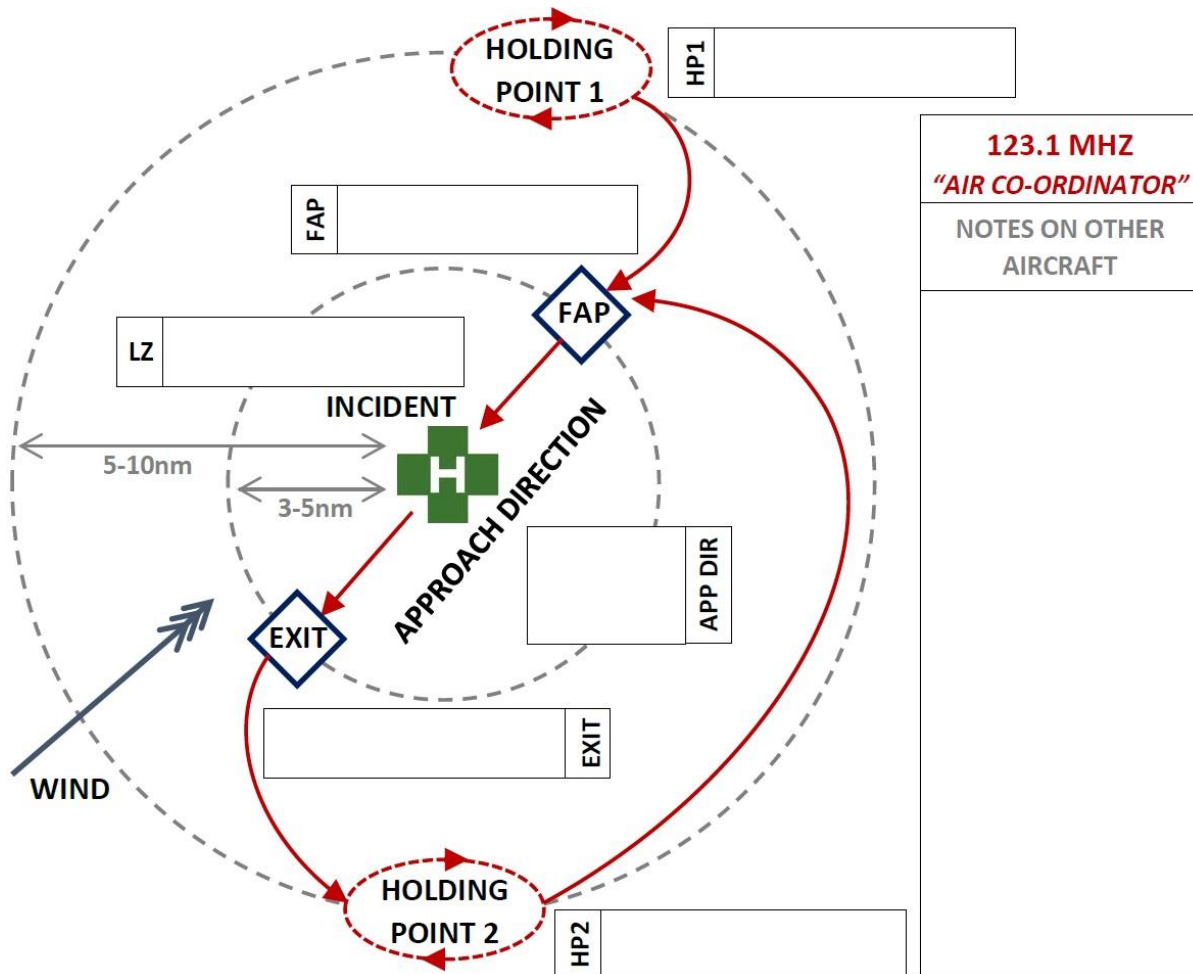 HOLDING
POINT 1
HP1
123.1 MHZ
“AIR CO-ORDINATOR”
NOTES ON OTHER
AIRCRAFT
FAP
FAP
LZ
INCIDENT
H
5-10nm
3-5nm
APPROACH DIRECTION
APP DIR
EXIT
EXIT
WIND
HOLDING
POINT 2
HP2